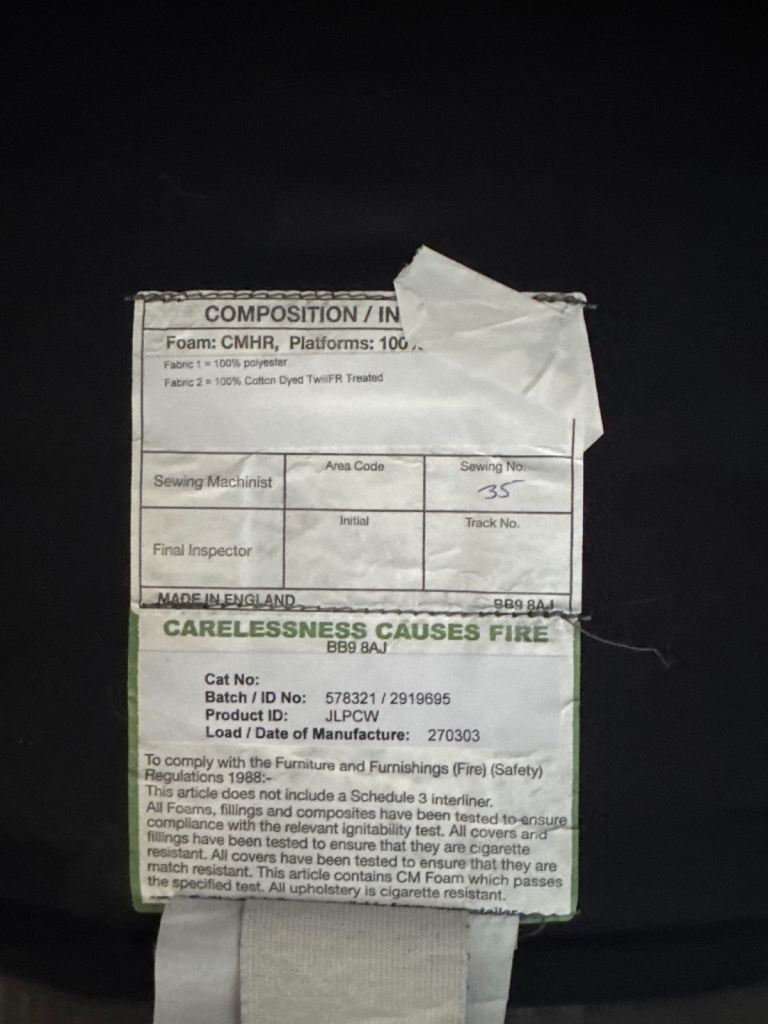 COMPOSITION / IN
Foam: CMHR, Platforms: 100
Fabric 1 = 100% polyester
Fabric 2 = 100% Cotton Dyed TwillFR Treated
Sewing Machinist
Area Code
Sewing No.
35
Final Inspector
Initial
Track No.
MADE IN ENGLAND
BB9 8AJ
CARELESSNESS CAUSES FIRE
BB9 8AJ
Cat No:
Batch / ID No: 578321 / 2919695
Product ID: JLPCW
Load / Date of Manufacture: 270303
To comply with the Furniture and Furnishings (Fire) (Safety)
Regulations 1988:-
This article does not include a Schedule 3 interliner.
All Foams, fillings and composites have been tested to ensure
compliance with the relevant ignitability test. All covers and
fillings have been tested to ensure that they are cigarette
resistant. All covers have been tested to ensure that they are
match resistant. This article contains CM Foam which passes
the specified test. All upholstery is cigarette resistant.